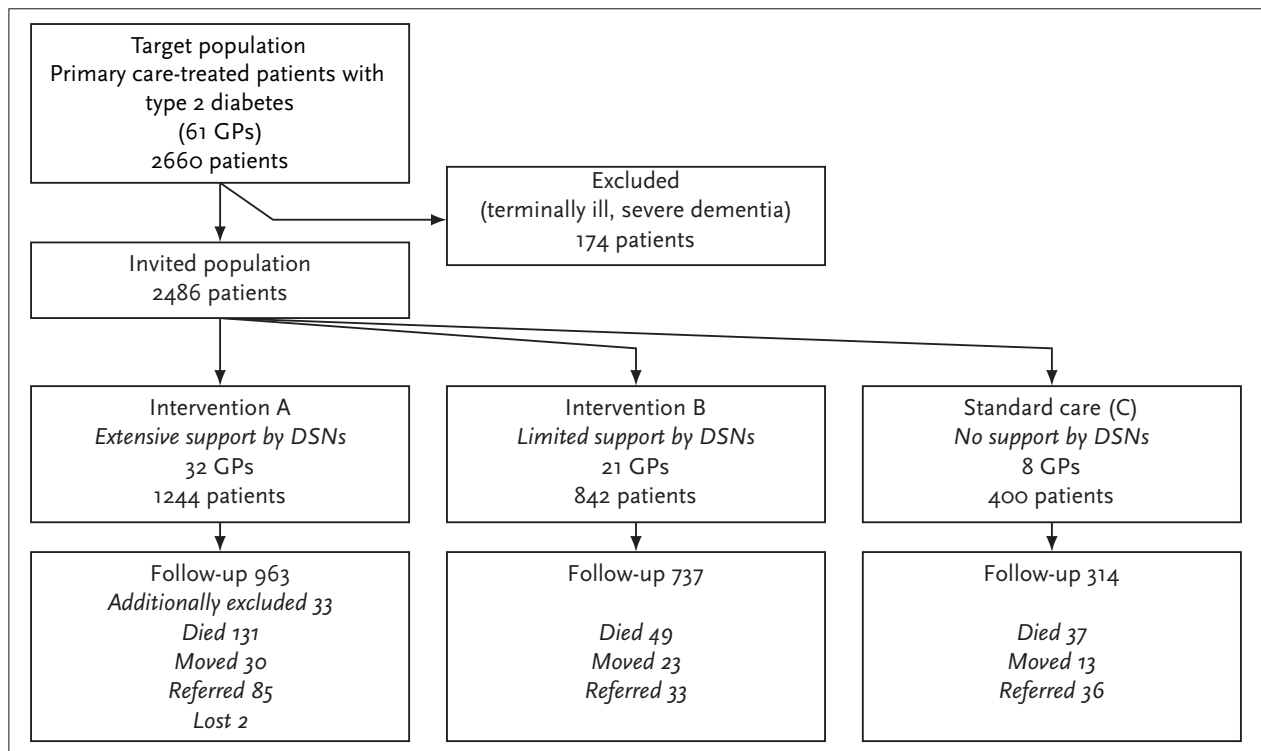 Target population
Primary care-treated patients with
type 2 diabetes
(61 GPs)
2660 patients
Excluded
(terminally ill, severe dementia)
174 patients
Invited population
2486 patients
Intervention A
Extensive support by DSNs
32 GPs
1244 patients
Intervention B
Limited support by DSNs
21 GPs
842 patients
Standard care (C)
No support by DSNs
8 GPs
400 patients
Follow-up 963
Additionally excluded 33
Died 131
Moved 30
Referred 85
Lost 2
Follow-up 737
Died 49
Moved 23
Referred 33
Follow-up 314
Died 37
Moved 13
Referred 36